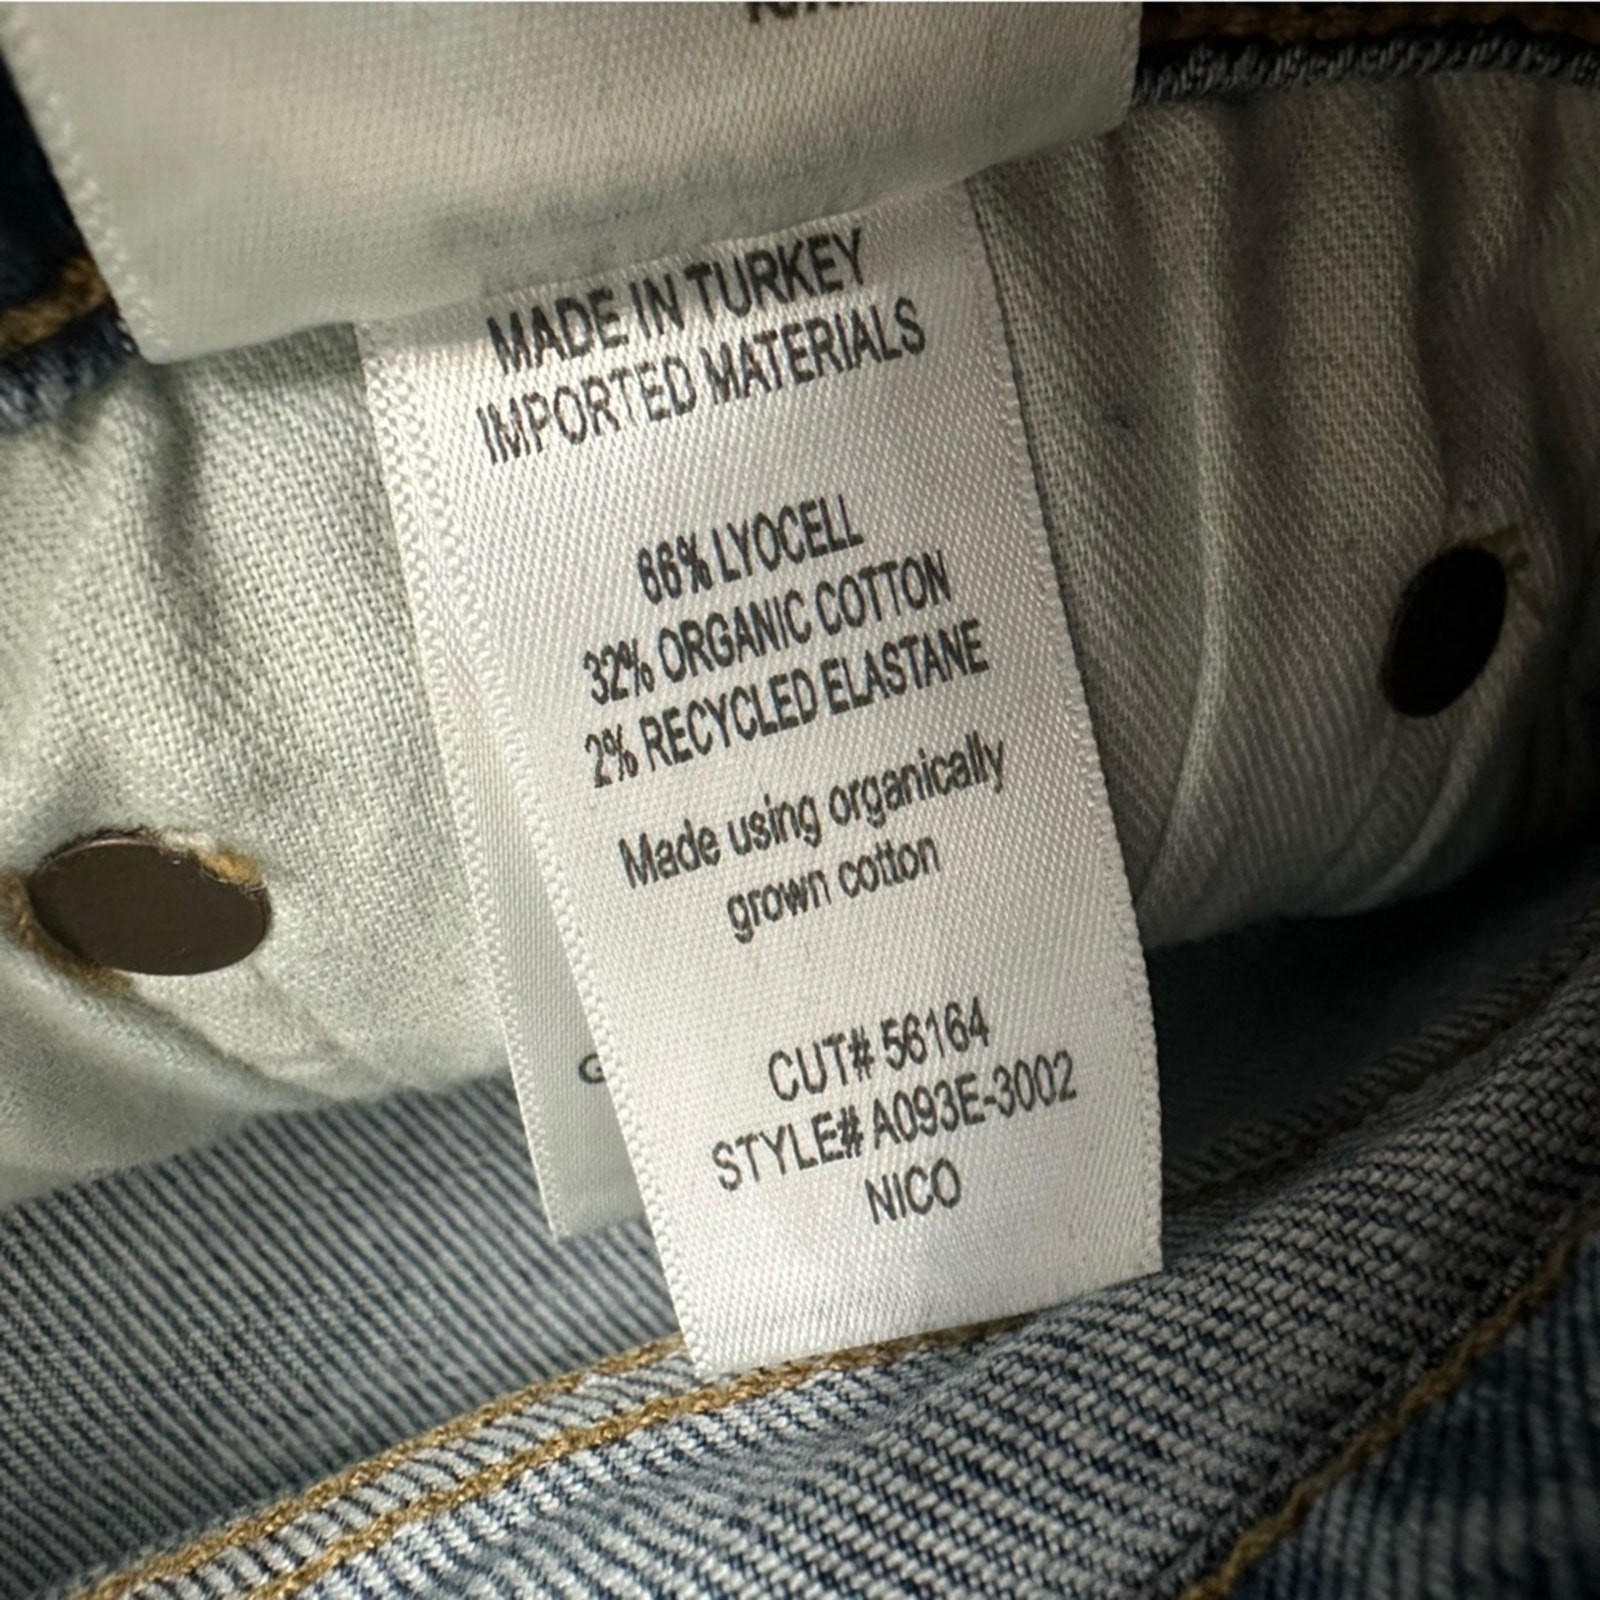 MADE IN TURKEY
IMPORTED MATERIALS
66% LYOCELL
32% ORGANIC COTTON
2% RECYCLED ELASTANE
Made using organically
grown cotton
CUT# 56164
STYLE# A093E-3002
NICO